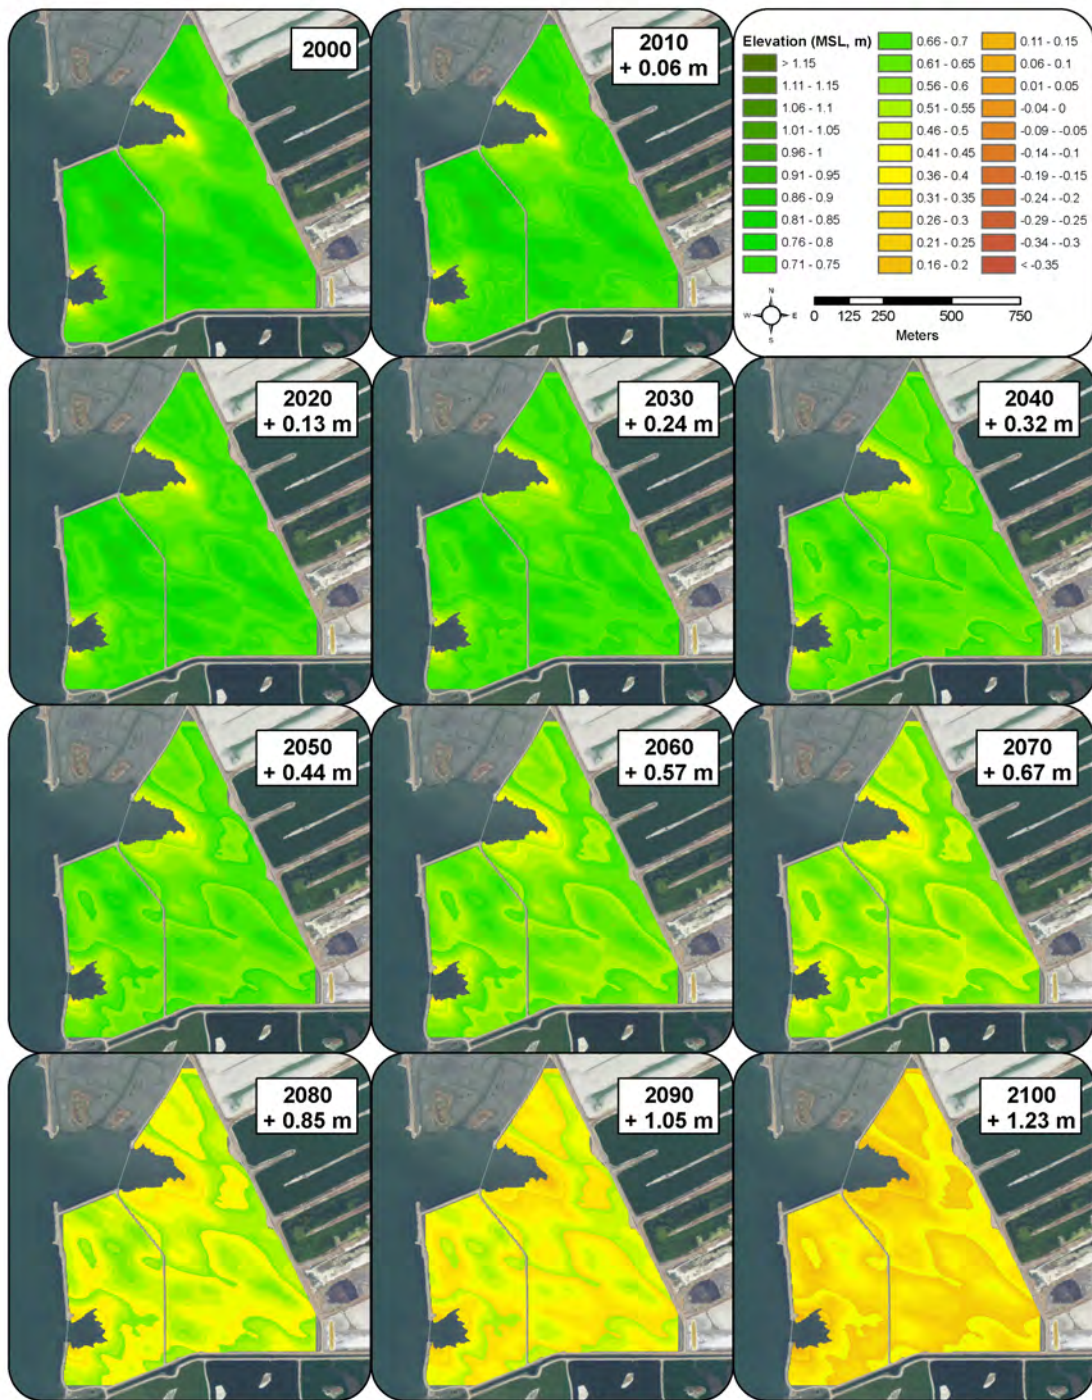 2000
2010
+ 0.06 m
Elevation (MSL, m)
> 1.15
1.11 - 1.15
1.06 - 1.1
1.01 - 1.05
0.96 - 1
0.91 - 0.95
0.86 - 0.9
0.81 - 0.85
0.76 - 0.8
0.71 - 0.75
0.66 - 0.7
0.61 - 0.65
0.56 - 0.6
0.51 - 0.55
0.46 - 0.5
0.41 - 0.45
0.36 - 0.4
0.31 - 0.35
0.26 - 0.3
0.21 - 0.25
0.16 - 0.2
0.11 - 0.15
0.06 - 0.1
0.01 - 0.05
-0.04 - 0
-0.09 - -0.05
-0.14 - -0.1
-0.19 - -0.15
-0.24 - -0.2
-0.29 - -0.25
-0.34 - -0.3
< -0.35
N
W E
S
0 125 250 500 750
Meters
2020
+ 0.13 m
2030
+ 0.24 m
2040
+ 0.32 m
2050
+ 0.44 m
2060
+ 0.57 m
2070
+ 0.67 m
2080
+ 0.85 m
2090
+ 1.05 m
2100
+ 1.23 m